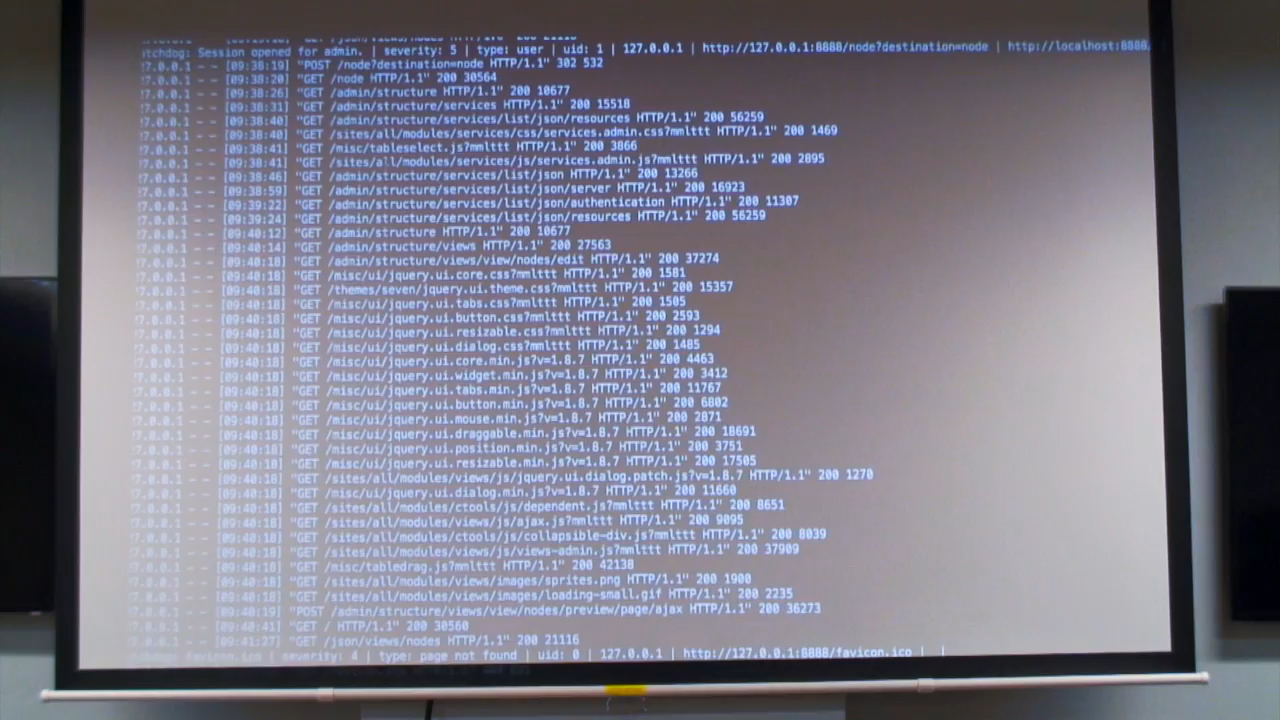 tchdog: Session opened for admin. | severity: 5 | type: user | uid: 1 | 127.0.0.1 | http://127.0.0.1:8888/node?destination=node | http://localhost:8888/
7.0.0.1 - - [09:38:19] "POST /node?destination=node HTTP/1.1" 302 532
7.0.0.1 - - [09:38:20] "GET /node HTTP/1.1" 200 30564
7.0.0.1 - - [09:38:26] "GET /admin/structure HTTP/1.1" 200 10677
7.0.0.1 - - [09:38:31] "GET /admin/structure/services HTTP/1.1" 200 15518
7.0.0.1 - - [09:38:40] "GET /admin/structure/services/list/json/resources HTTP/1.1" 200 56259
7.0.0.1 - - [09:38:40] "GET /sites/all/modules/services/css/services.admin.css?mmlttt HTTP/1.1" 200 1469
7.0.0.1 - - [09:38:41] "GET /misc/tableselect.js?mmlttt HTTP/1.1" 200 3866
7.0.0.1 - - [09:38:41] "GET /sites/all/modules/services/js/services.admin.js?mmlttt HTTP/1.1" 200 2895
7.0.0.1 - - [09:38:46] "GET /admin/structure/services/list/json HTTP/1.1" 200 13266
7.0.0.1 - - [09:38:59] "GET /admin/structure/services/list/json/server HTTP/1.1" 200 16923
7.0.0.1 - - [09:39:22] "GET /admin/structure/services/list/json/authentication HTTP/1.1" 200 11307
7.0.0.1 - - [09:39:24] "GET /admin/structure/services/list/json/resources HTTP/1.1" 200 56259
7.0.0.1 - - [09:40:12] "GET /admin/structure HTTP/1.1" 200 10677
7.0.0.1 - - [09:40:14] "GET /admin/structure/views HTTP/1.1" 200 27563
7.0.0.1 - - [09:40:18] "GET /admin/structure/views/view/nodes/edit HTTP/1.1" 200 37274
7.0.0.1 - - [09:40:18] "GET /misc/ui/jquery.ui.core.css?mmlttt HTTP/1.1" 200 1581
7.0.0.1 - - [09:40:18] "GET /themes/seven/jquery.ui.theme.css?mmlttt HTTP/1.1" 200 15357
7.0.0.1 - - [09:40:18] "GET /misc/ui/jquery.ui.tabs.css?mmlttt HTTP/1.1" 200 1505
7.0.0.1 - - [09:40:18] "GET /misc/ui/jquery.ui.button.css?mmlttt HTTP/1.1" 200 2593
7.0.0.1 - - [09:40:18] "GET /misc/ui/jquery.ui.resizable.css?mmlttt HTTP/1.1" 200 1294
7.0.0.1 - - [09:40:18] "GET /misc/ui/jquery.ui.dialog.css?mmlttt HTTP/1.1" 200 1485
7.0.0.1 - - [09:40:18] "GET /misc/ui/jquery.ui.core.min.js?v=1.8.7 HTTP/1.1" 200 4463
7.0.0.1 - - [09:40:18] "GET /misc/ui/jquery.ui.widget.min.js?v=1.8.7 HTTP/1.1" 200 3412
7.0.0.1 - - [09:40:18] "GET /misc/ui/jquery.ui.tabs.min.js?v=1.8.7 HTTP/1.1" 200 11767
7.0.0.1 - - [09:40:18] "GET /misc/ui/jquery.ui.button.min.js?v=1.8.7 HTTP/1.1" 200 6802
7.0.0.1 - - [09:40:18] "GET /misc/ui/jquery.ui.mouse.min.js?v=1.8.7 HTTP/1.1" 200 2871
7.0.0.1 - - [09:40:18] "GET /misc/ui/jquery.ui.draggable.min.js?v=1.8.7 HTTP/1.1" 200 18691
7.0.0.1 - - [09:40:18] "GET /misc/ui/jquery.ui.position.min.js?v=1.8.7 HTTP/1.1" 200 3751
7.0.0.1 - - [09:40:18] "GET /misc/ui/jquery.ui.resizable.min.js?v=1.8.7 HTTP/1.1" 200 17505
7.0.0.1 - - [09:40:18] "GET /sites/all/modules/views/js/jquery.ui.dialog.patch.js?v=1.8.7 HTTP/1.1" 200 1270
7.0.0.1 - - [09:40:18] "GET /misc/ui/jquery.ui.dialog.min.js?v=1.8.7 HTTP/1.1" 200 11660
7.0.0.1 - - [09:40:18] "GET /sites/all/modules/ctools/js/dependent.js?mmlttt HTTP/1.1" 200 8651
7.0.0.1 - - [09:40:18] "GET /sites/all/modules/views/js/ajax.js?mmlttt HTTP/1.1" 200 9095
7.0.0.1 - - [09:40:18] "GET /sites/all/modules/ctools/js/collapsible-div.js?mmlttt HTTP/1.1" 200 8039
7.0.0.1 - - [09:40:18] "GET /sites/all/modules/views/js/views-admin.js?mmlttt HTTP/1.1" 200 37909
7.0.0.1 - - [09:40:18] "GET /misc/tabledrag.js?mmlttt HTTP/1.1" 200 42138
7.0.0.1 - - [09:40:18] "GET /sites/all/modules/views/images/sprites.png HTTP/1.1" 200 1900
7.0.0.1 - - [09:40:18] "GET /sites/all/modules/views/images/loading-small.gif HTTP/1.1" 200 2235
7.0.0.1 - - [09:40:19] "POST /admin/structure/views/view/nodes/preview/page/ajax HTTP/1.1" 200 36273
7.0.0.1 - - [09:40:41] "GET / HTTP/1.1" 200 30560
7.0.0.1 - - [09:41:27] "GET /json/views/nodes HTTP/1.1" 200 21116
favicon.ico | severity: 4 | type: page not found | uid: 0 | 127.0.0.1 | http://127.0.0.1:8888/favicon.ico | |